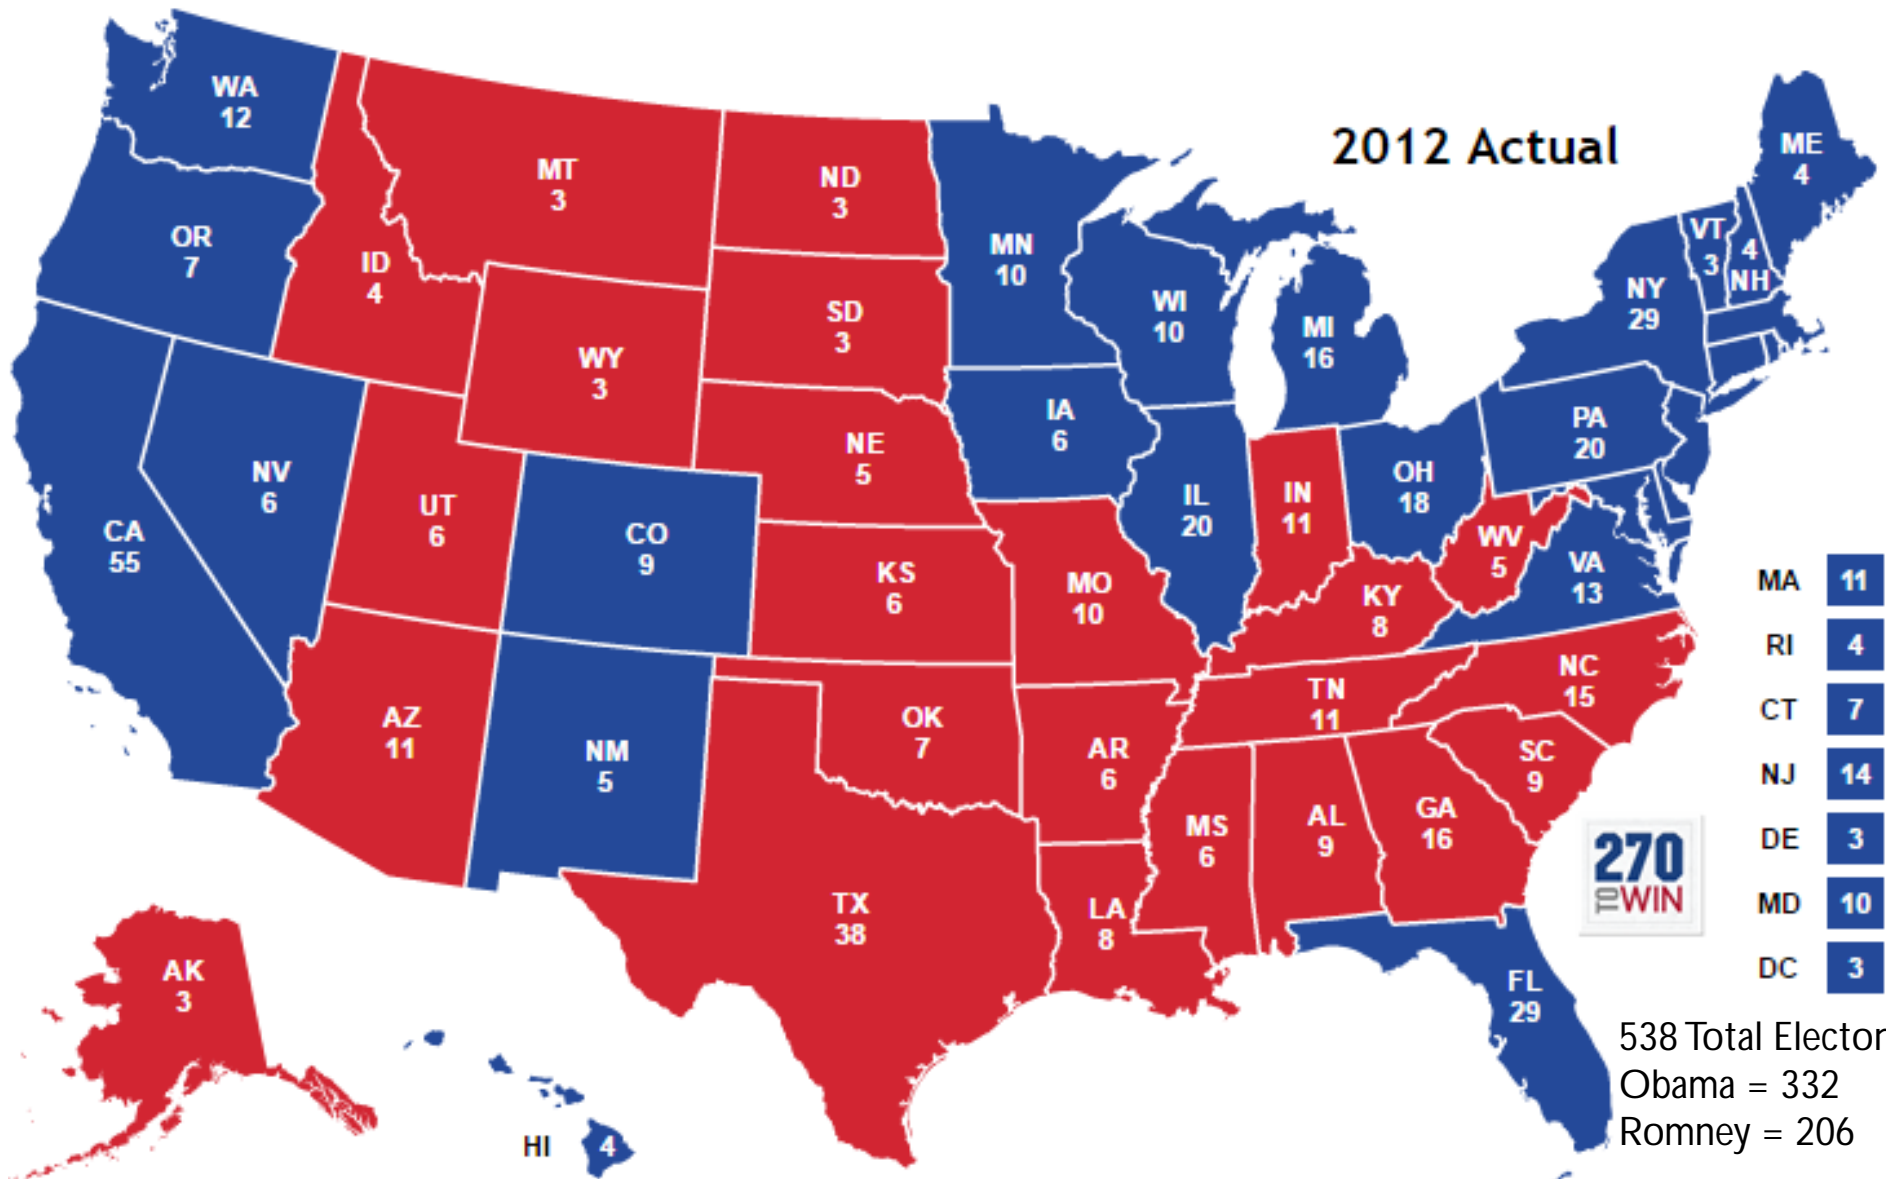 2012 Actual
WA
12
OR
7
CA
55
NV
6
ID
4
MT
3
WY
3
UT
6
AZ
11
CO
9
NM
5
ND
3
SD
3
NE
5
KS
6
OK
7
TX
38
MN
10
IA
6
MO
10
AR
6
LA
8
WI
10
IL
20
MI
16
IN
11
OH
18
KY
8
TN
11
MS
6
AL
9
GA
16
FL
29
SC
9
NC
15
VA
13
WV
5
PA
20
NY
29
VT
3
4
NH
ME
4
AK
3
HI 4
MA 11
RI 4
CT 7
NJ 14
DE 3
MD 10
DC 3
270
TO WIN
538 Total Elector
Obama = 332
Romney = 206